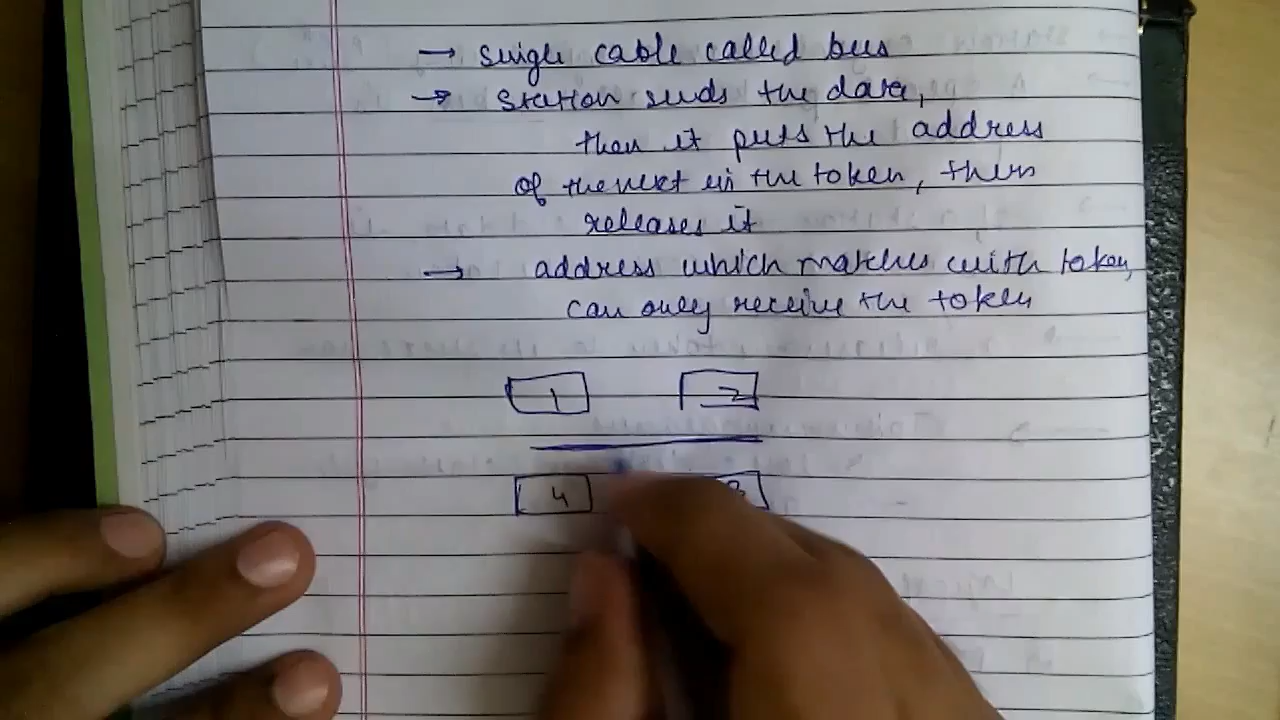 → single cable called bus
→ station sends the data,
then it puts the address
of the next in the token, then
releases it
→ address which matches with token,
can only receive the token
1 2
4 3